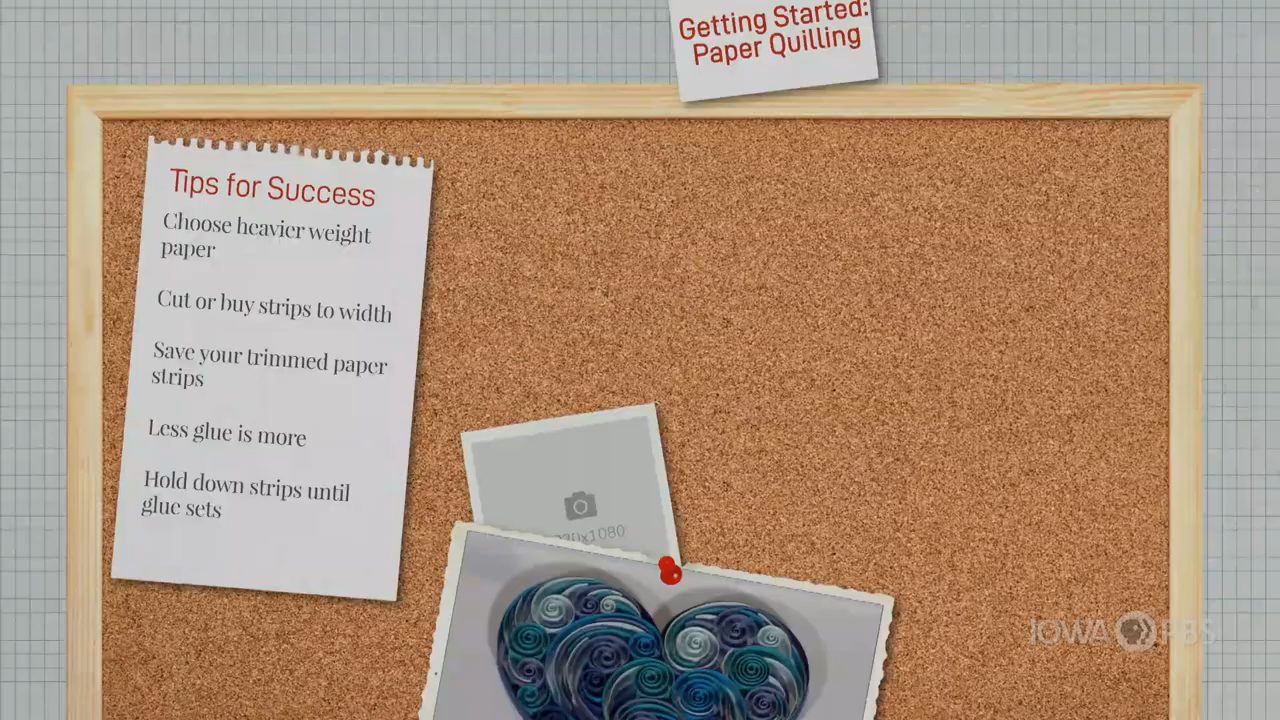 Getting Started:
Paper Quilling
Tips for Success
Choose heavier weight
paper
Cut or buy strips to width
Save your trimmed paper
strips
Less glue is more
Hold down strips until
glue sets
IOWA PBS